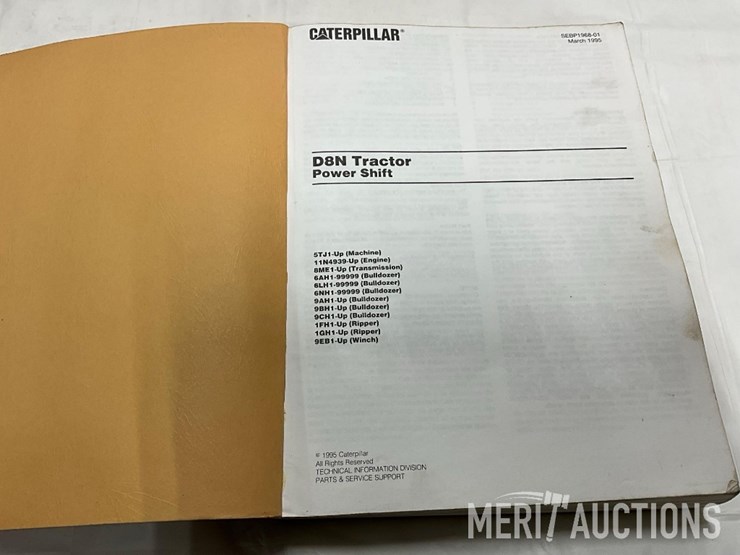 CATERPILLAR®
SEBP1968-01
March 1995
D8N Tractor
Power Shift
5TJ1-Up (Machine)
11N4939-Up (Engine)
8ME1-Up (Transmission)
6AH1-99999 (Bulldozer)
6LH1-99999 (Bulldozer)
6NH1-99999 (Bulldozer)
9AH1-Up (Bulldozer)
9BH1-Up (Bulldozer)
9CH1-Up (Bulldozer)
1FH1-Up (Ripper)
1GH1-Up (Ripper)
9EB1-Up (Winch)
© 1995 Caterpillar
All Rights Reserved
TECHNICAL INFORMATION DIVISION
PARTS & SERVICE SUPPORT
MERIT AUCTIONS